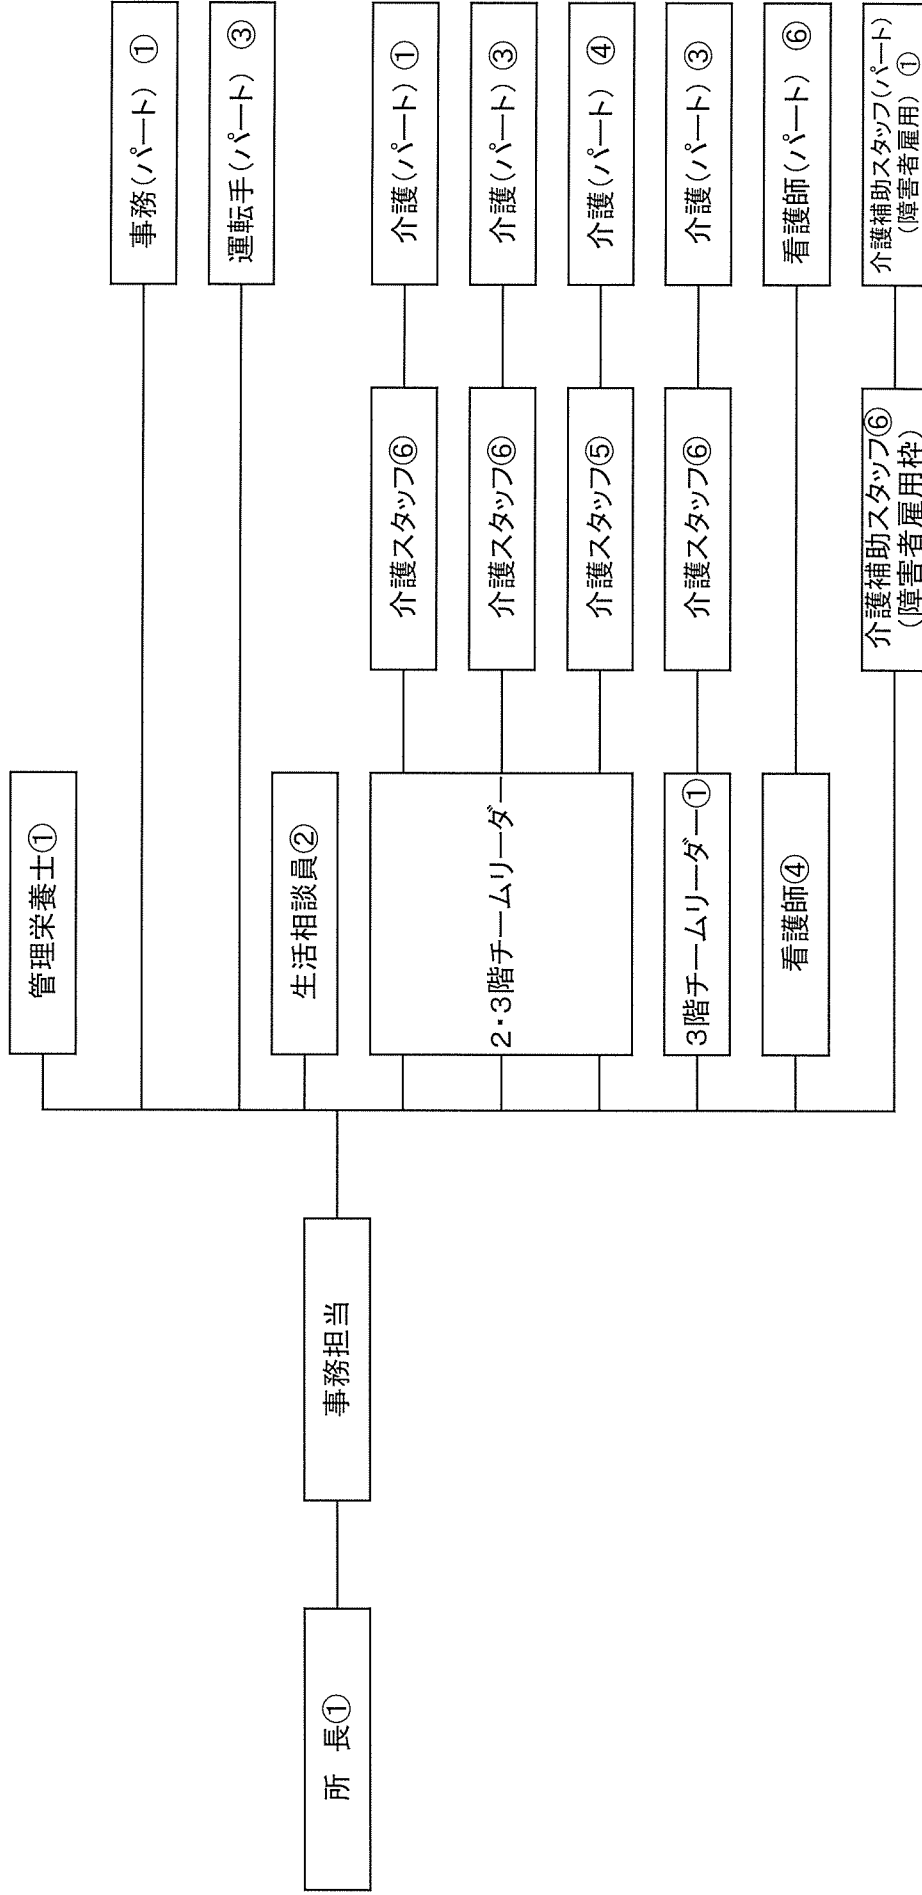 所　長①
事務担当
管理栄養士①
事務(パート)　①
運転手(パート)　③
生活相談員②
2・3階チームリーダー
介護スタッフ⑥
介護(パート)　①
介護スタッフ⑥
介護(パート)　③
介護スタッフ⑤
介護(パート)　④
3階チームリーダー①
介護スタッフ⑥
介護(パート)　③
看護師④
看護師(パート)　⑥
介護補助スタッフ⑥
(障害者雇用枠)
介護補助スタッフ(パート)
(障害者雇用)　①